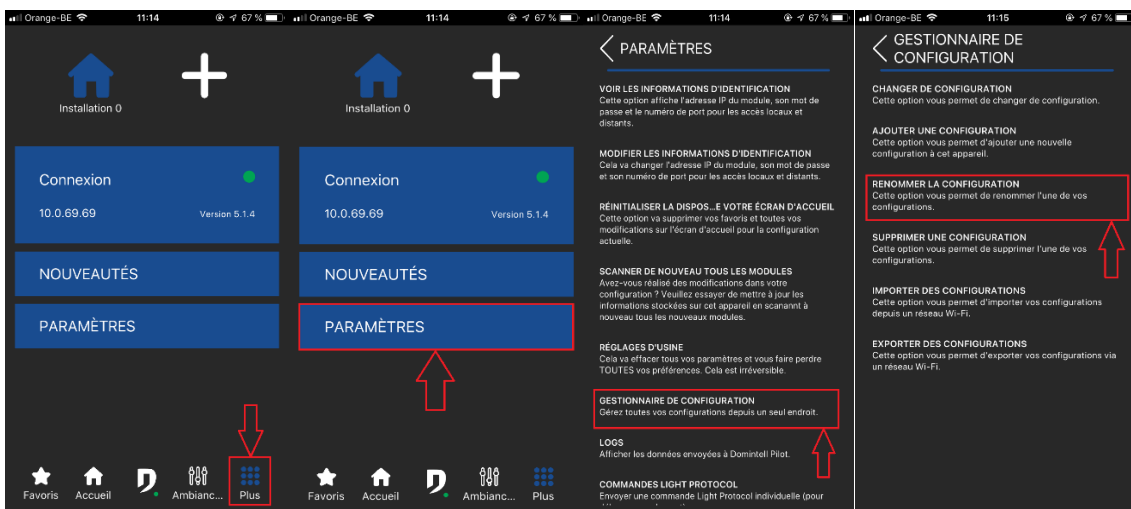 Orange-BE 11:14 67 %
Installation 0
Connexion
10.0.69.69 Version 5.1.4
NOUVEAUTÉS
PARAMÈTRES
Favoris Accueil Ambianc... Plus
Orange-BE 11:14 67 %
Installation 0
Connexion
10.0.69.69 Version 5.1.4
NOUVEAUTÉS
PARAMÈTRES
Favoris Accueil Ambianc... Plus
Orange-BE 11:14 67 %
PARAMÈTRES
VOIR LES INFORMATIONS D'IDENTIFICATION
Cette option affiche l'adresse IP du module, son mot de
passe et le numéro de port pour les accès locaux et
distants.
MODIFIER LES INFORMATIONS D'IDENTIFICATION
Cela va changer l'adresse IP du module, son mot de passe
et son numéro de port pour les accès locaux et distants.
RÉINITIALISER LA DISPOS...E VOTRE ÉCRAN D'ACCUEIL
Cette option va supprimer vos favoris et toutes vos
modifications sur l'écran d'accueil pour la configuration
actuelle.
SCANNER DE NOUVEAU TOUS LES MODULES
Avez-vous réalisé des modifications dans votre
configuration ? Veuillez essayer de mettre à jour les
informations stockées sur cet appareil en scanannt à
nouveau tous les nouveaux modules.
RÉGLAGES D'USINE
Cela va effacer tous vos paramètres et vous faire perdre
TOUTES vos préférences. Cela est irréversible.
GESTIONNAIRE DE CONFIGURATION
Gérez toutes vos configurations depuis un seul endroit.
LOGS
Afficher les données envoyées à Domintell Pilot.
COMMANDES LIGHT PROTOCOL
Envoyer une commande Light Protocol individuelle (pour
Orange-BE 11:15 67 %
GESTIONNAIRE DE
CONFIGURATION
CHANGER DE CONFIGURATION
Cette option vous permet de changer de configuration.
AJOUTER UNE CONFIGURATION
Cette option vous permet d'ajouter une nouvelle
configuration à cet appareil.
RENOMMER LA CONFIGURATION
Cette option vous permet de renommer l'une de vos
configurations.
SUPPRIMER UNE CONFIGURATION
Cette option vous permet de supprimer l'une de vos
configurations.
IMPORTER DES CONFIGURATIONS
Cette option vous permet d'importer vos configurations
depuis un réseau Wi-Fi.
EXPORTER DES CONFIGURATIONS
Cette option vous permet d'exporter vos configurations via
un réseau Wi-Fi.